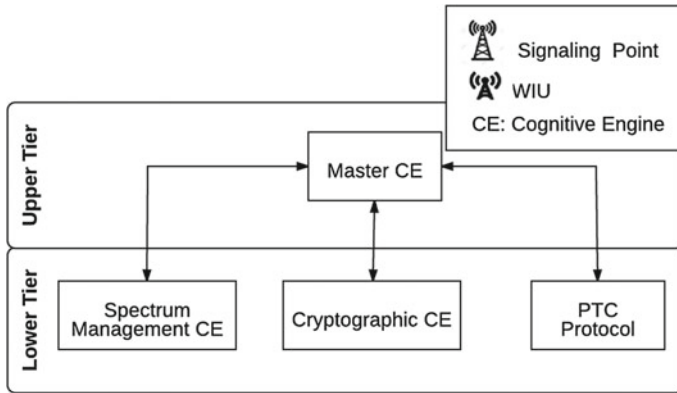 Signaling Point
WIU
CE: Cognitive Engine
Upper Tier
Master CE
Lower Tier
Spectrum
Management CE
Cryptographic CE
PTC
Protocol